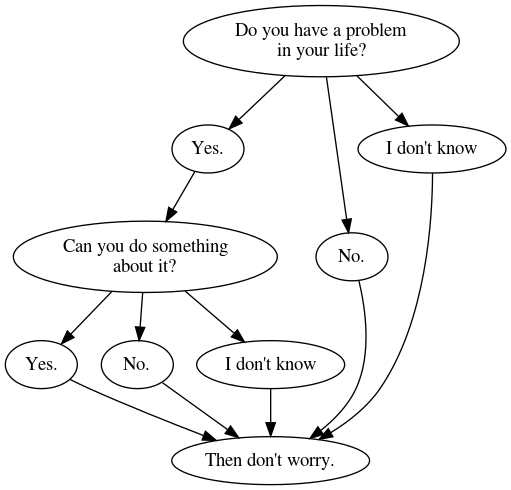 Do you have a problem
in your life?
Yes.
I don't know
Can you do something
about it?
No.
Yes.
No.
I don't know
Then don't worry.